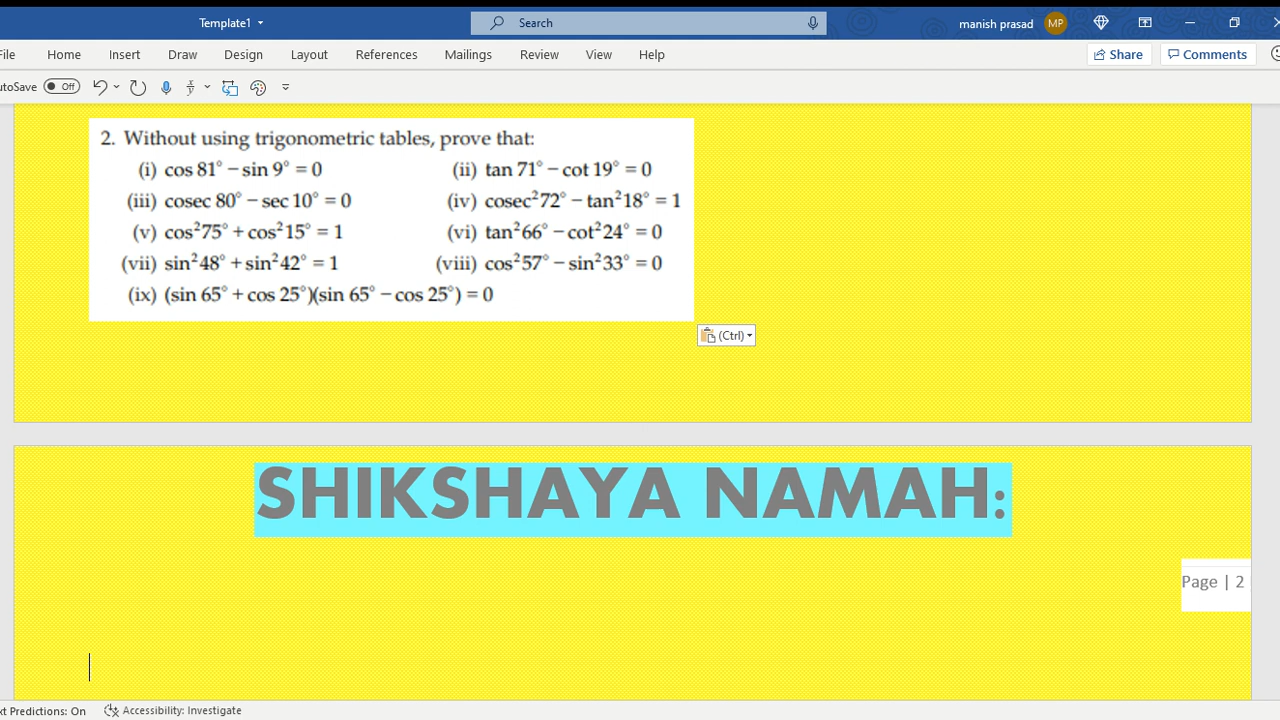 Template1
Search
manish prasad
MP
File Home Insert Draw Design Layout References Mailings Review View Help
Share
Comments
utoSave Off
2. Without using trigonometric tables, prove that:
(i) cos 81° − sin 9° = 0 (ii) tan 71° − cot 19° = 0
(iii) cosec 80° − sec 10° = 0 (iv) cosec²72° − tan²18° = 1
(v) cos²75° + cos²15° = 1 (vi) tan²66° − cot²24° = 0
(vii) sin²48° + sin²42° = 1 (viii) cos²57° − sin²33° = 0
(ix) (sin 65° + cos 25°)(sin 65° − cos 25°) = 0
(Ctrl)
SHIKSHAYA NAMAH:
Page | 2
xt Predictions: On Accessibility: Investigate